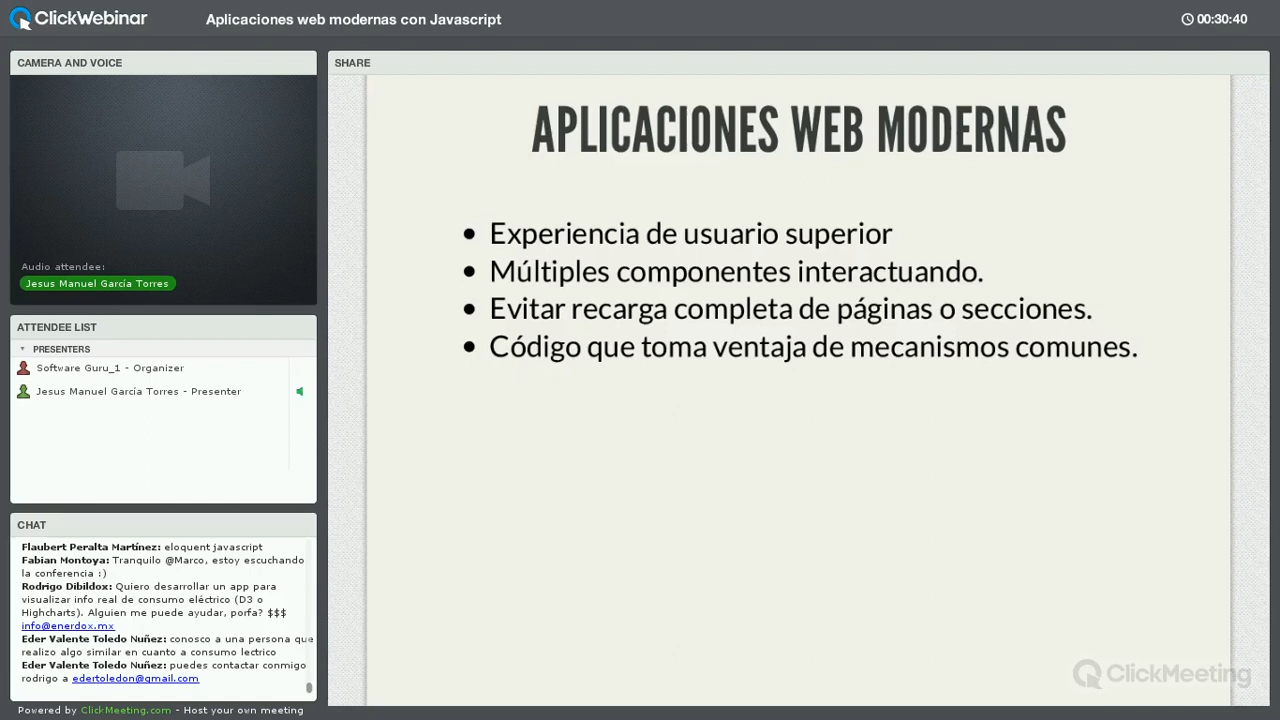 ClickWebinar
Aplicaciones web modernas con Javascript
00:30:40
CAMERA AND VOICE
Audio attendee:
Jesus Manuel García Torres
ATTENDEE LIST
PRESENTERS
Software Guru_1 - Organizer
Jesus Manuel García Torres - Presenter
CHAT
Flaubert Peralta Martínez: eloquent javascript
Fabian Montoya: Tranquilo @Marco, estoy escuchando
la conferencia :)
Rodrigo Dibildox: Quiero desarrollar un app para
visualizar info real de consumo eléctrico (D3 o
Highcharts). Alguien me puede ayudar, porfa? $$$
info@enerdox.mx
Eder Valente Toledo Nuñez: conosco a una persona que
realizo algo similar en cuanto a consumo lectrico
Eder Valente Toledo Nuñez: puedes contactar conmigo
rodrigo a edertoledon@gmail.com
Powered by ClickMeeting.com - Host your own meeting
SHARE
APLICACIONES WEB MODERNAS
• Experiencia de usuario superior
• Múltiples componentes interactuando.
• Evitar recarga completa de páginas o secciones.
• Código que toma ventaja de mecanismos comunes.
ClickMeeting